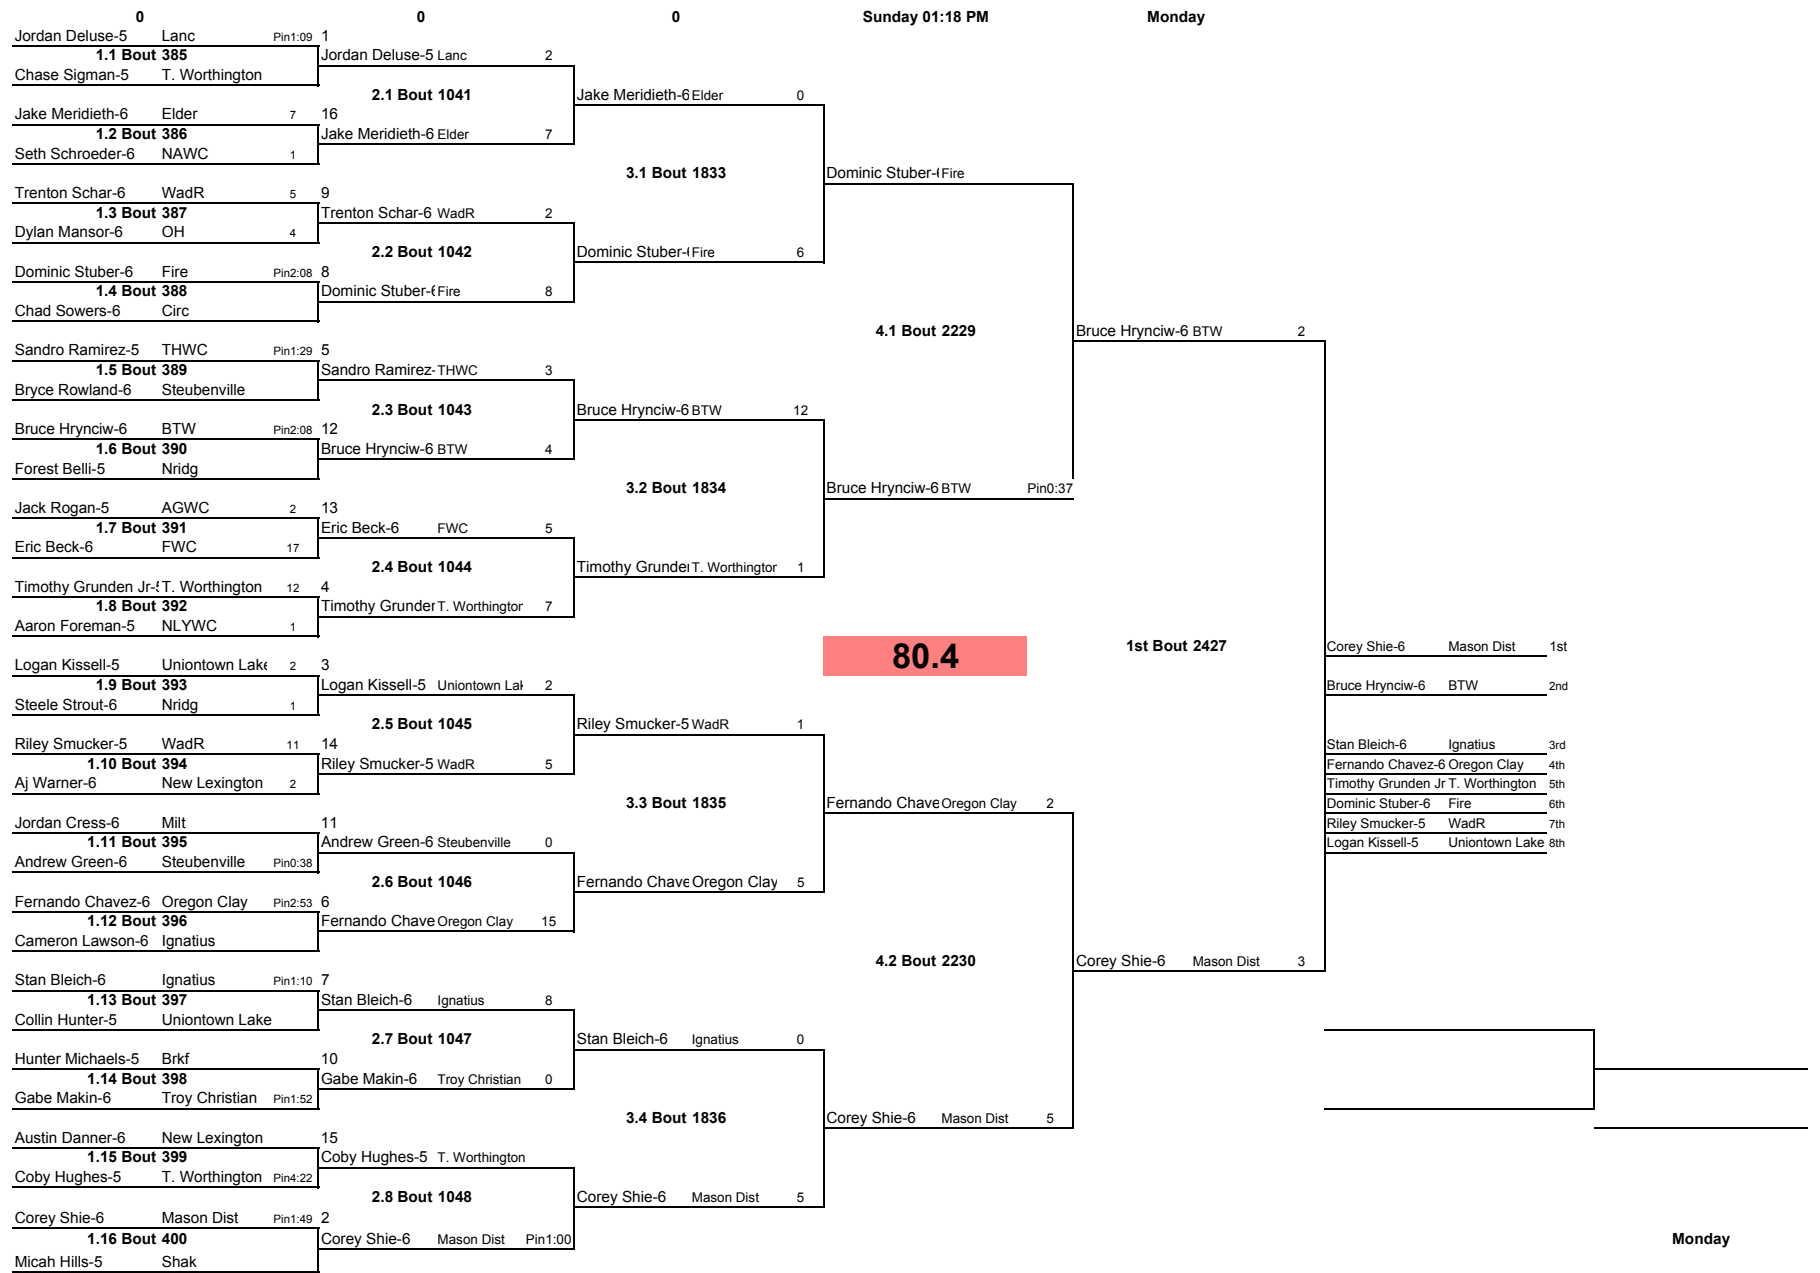 0 0 0 Sunday 01:18 PM Monday
Jordan Deluse-5 Lanc Pin1:09 1
1.1 Bout 385 Jordan Deluse-5 Lanc 2
Chase Sigman-5 T. Worthington
2.1 Bout 1041 Jake Meridieth-6 Elder 0
Jake Meridieth-6 Elder 7 16
1.2 Bout 386 Jake Meridieth-6 Elder 7
Seth Schroeder-6 NAWC 1
3.1 Bout 1833 Dominic Stuber-( Fire
Trenton Schar-6 WadR 5 9
1.3 Bout 387 Trenton Schar-6 WadR 2
Dylan Mansor-6 OH 4
2.2 Bout 1042 Dominic Stuber-( Fire 6
Dominic Stuber-6 Fire Pin2:08 8
1.4 Bout 388 Dominic Stuber-( Fire 8
Chad Sowers-6 Circ
4.1 Bout 2229 Bruce Hrynciw-6 BTW 2
Sandro Ramirez-5 THWC Pin1:29 5
1.5 Bout 389 Sandro Ramirez- THWC 3
Bryce Rowland-6 Steubenville
2.3 Bout 1043 Bruce Hrynciw-6 BTW 12
Bruce Hrynciw-6 BTW Pin2:08 12
1.6 Bout 390 Bruce Hrynciw-6 BTW 4
Forest Belli-5 Nridg
3.2 Bout 1834 Bruce Hrynciw-6 BTW Pin0:37
Jack Rogan-5 AGWC 2 13
1.7 Bout 391 Eric Beck-6 FWC 5
Eric Beck-6 FWC 17
2.4 Bout 1044 Timothy Grunder T. Worthingtor 1
Timothy Grunden Jr-5 T. Worthington 12 4
1.8 Bout 392 Timothy Grunder T. Worthingtor 7
Aaron Foreman-5 NLYWC 1
80.4 1st Bout 2427 Corey Shie-6 Mason Dist 1st
Logan Kissell-5 Uniontown Lake 2 3
1.9 Bout 393 Logan Kissell-5 Uniontown Lak 2 Bruce Hrynciw-6 BTW 2nd
Steele Strout-6 Nridg 1
2.5 Bout 1045 Riley Smucker-5 WadR 1
Riley Smucker-5 WadR 11 14 Stan Bleich-6 Ignatius 3rd
1.10 Bout 394 Riley Smucker-5 WadR 5 Fernando Chavez-6 Oregon Clay 4th
Aj Warner-6 New Lexington 2 Timothy Grunden Jr T. Worthington 5th
3.3 Bout 1835 Fernando Chave Oregon Clay 2 Dominic Stuber-6 Fire 6th
Jordan Cress-6 Milt 11 Riley Smucker-5 WadR 7th
1.11 Bout 395 Andrew Green-6 Steubenville 0 Logan Kissell-5 Uniontown Lake 8th
Andrew Green-6 Steubenville Pin0:38
2.6 Bout 1046 Fernando Chave Oregon Clay 5
Fernando Chavez-6 Oregon Clay Pin2:53 6
1.12 Bout 396 Fernando Chave Oregon Clay 15
Cameron Lawson-6 Ignatius
4.2 Bout 2230 Corey Shie-6 Mason Dist 3
Stan Bleich-6 Ignatius Pin1:10 7
1.13 Bout 397 Stan Bleich-6 Ignatius 8
Collin Hunter-5 Uniontown Lake
2.7 Bout 1047 Stan Bleich-6 Ignatius 0
Hunter Michaels-5 Brkf 10
1.14 Bout 398 Gabe Makin-6 Troy Christian 0
Gabe Makin-6 Troy Christian Pin1:52
3.4 Bout 1836 Corey Shie-6 Mason Dist 5
Austin Danner-6 New Lexington 15
1.15 Bout 399 Coby Hughes-5 T. Worthington
Coby Hughes-5 T. Worthington Pin4:22
2.8 Bout 1048 Corey Shie-6 Mason Dist 5
Corey Shie-6 Mason Dist Pin1:49 2
1.16 Bout 400 Corey Shie-6 Mason Dist Pin1:00 Monday
Micah Hills-5 Shak